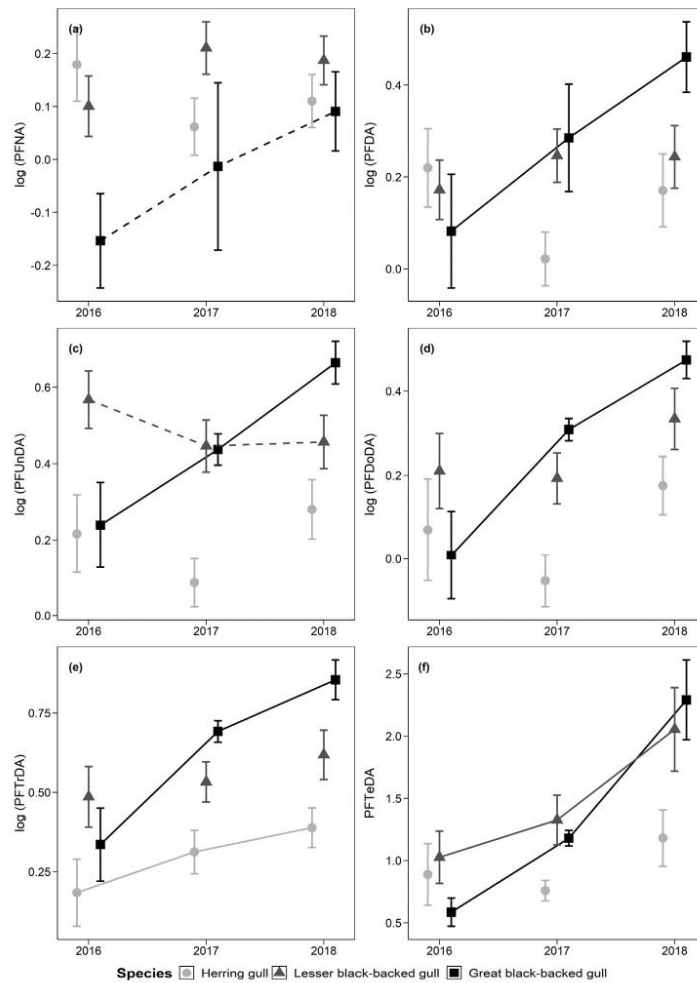 (a)
log (PFNA)
0.2
0.1
0.0
-0.1
-0.2
2016 2017 2018
(b)
log (PFDA)
0.4
0.2
0.0
2016 2017 2018
(c)
log (PFUnDA)
0.6
0.4
0.2
0.0
2016 2017 2018
(d)
log (PFDoDA)
0.4
0.2
0.0
2016 2017 2018
(e)
log (PFTrDA)
0.75
0.50
0.25
2016 2017 2018
(f)
PFTeDA
2.5
2.0
1.5
1.0
0.5
2016 2017 2018
Species Herring gull Lesser black-backed gull Great black-backed gull